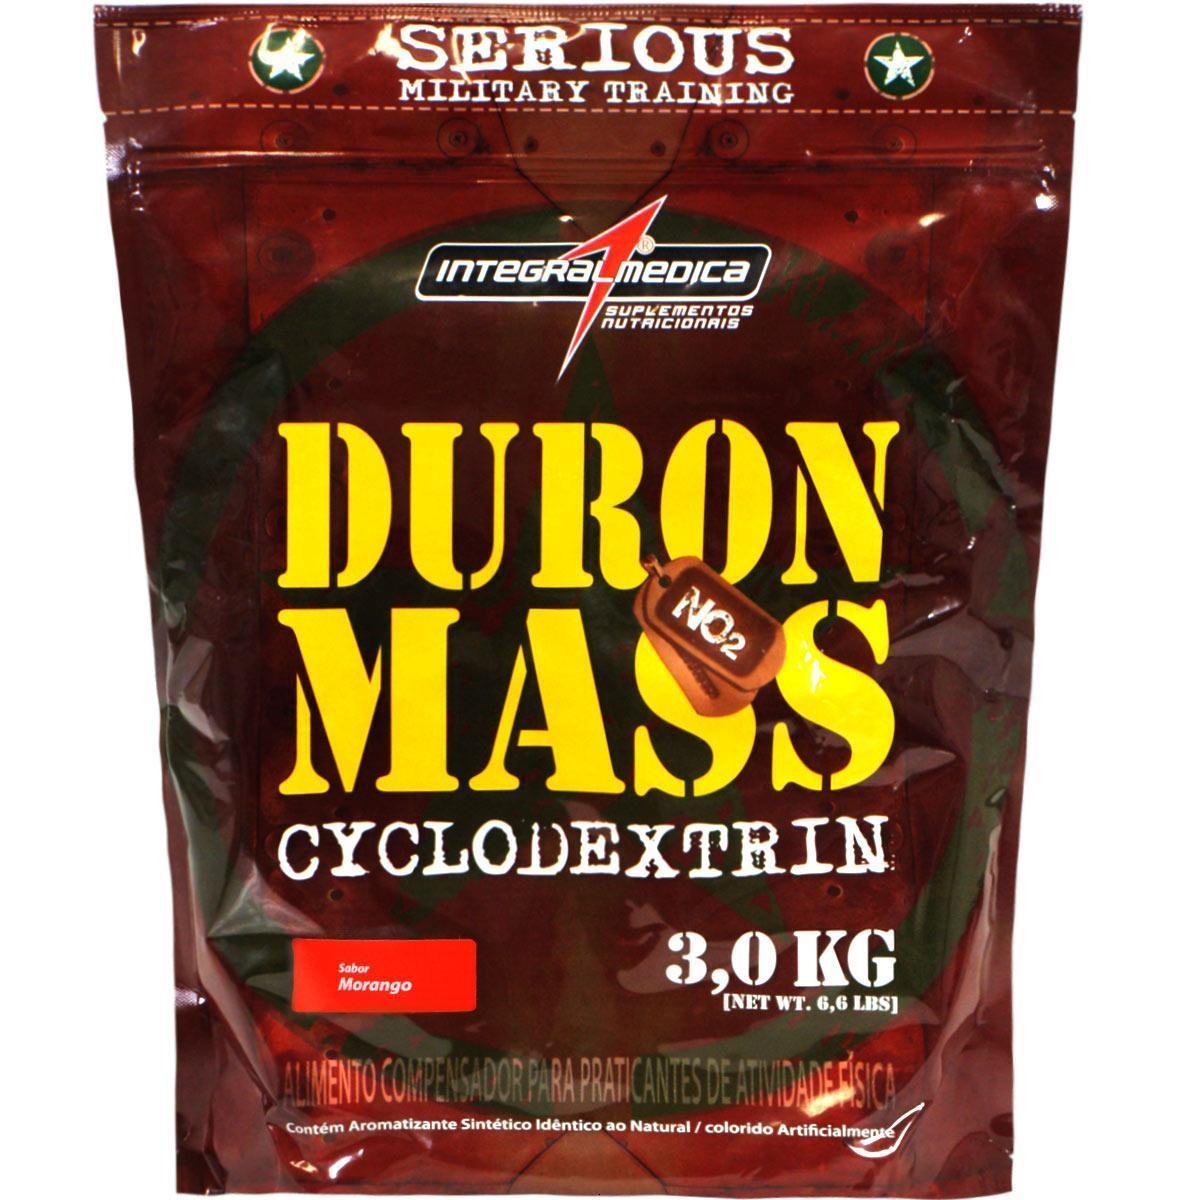 SERIOUS
MILITARY TRAINING
INTEGRALMEDICA®
SUPLEMENTOS
NUTRICIONAIS
DURON
MASS
NO2
CYCLODEXTRIN
Sabor
Morango
3,0 KG
[NET WT. 6,6 LBS]
ALIMENTO COMPENSADOR PARA PRATICANTES DE ATIVIDADE FÍSICA
Contém Aromatizante Sintético Idêntico ao Natural / colorido Artificialmente